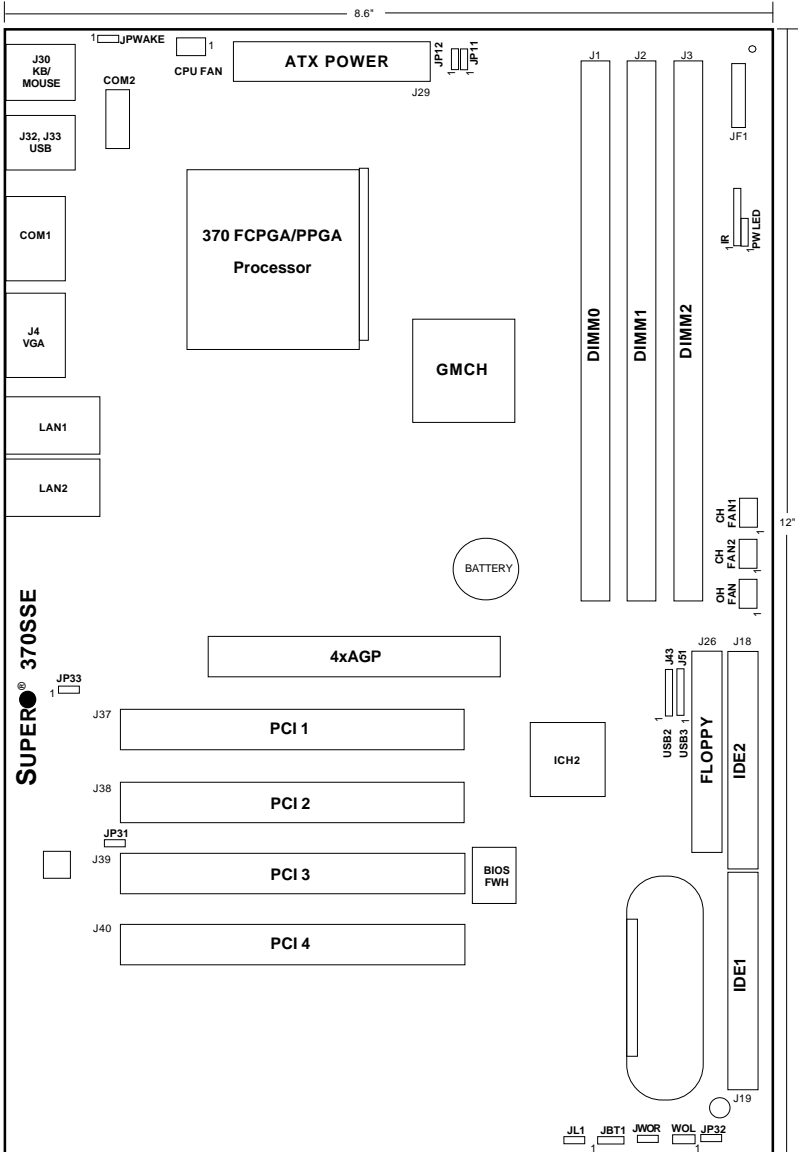 8.6"
1 JPWAKE
J30
KB/
MOUSE
1
CPU FAN
ATX POWER
J29
JP12
JP11
1
1
J1
J2
J3
JF1
COM2
J32, J33
USB
COM1
370 FCPGA/PPGA
Processor
IR
PW LED
1
1
J4
VGA
GMCH
DIMM0
DIMM1
DIMM2
LAN1
LAN2
CH
FAN1
1
12"
CH
FAN2
1
OH
FAN
1
BATTERY
SUPER® 370SSE
4xAGP
JP33
1
J43
J51
1
1
USB2
USB3
J26
J18
FLOPPY
IDE2
J37
PCI 1
ICH2
J38
PCI 2
JP31
J39
PCI 3
BIOS
FWH
J40
PCI 4
IDE1
J19
JL1
JBT1
1
JWOR
WOL
1
JP32